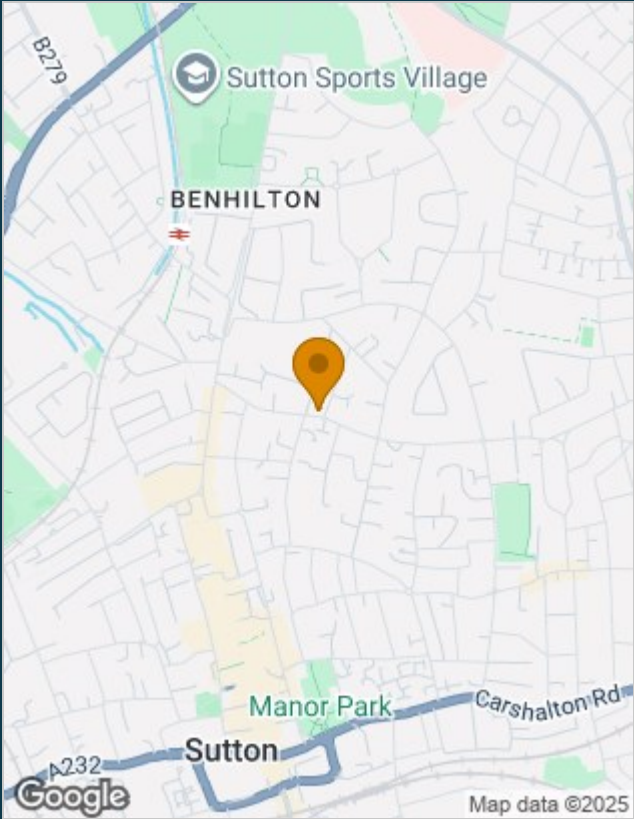 B279
Sutton Sports Village
BENHILTON
Manor Park
Carshalton Rd
Sutton
A232
Google
Map data ©2025